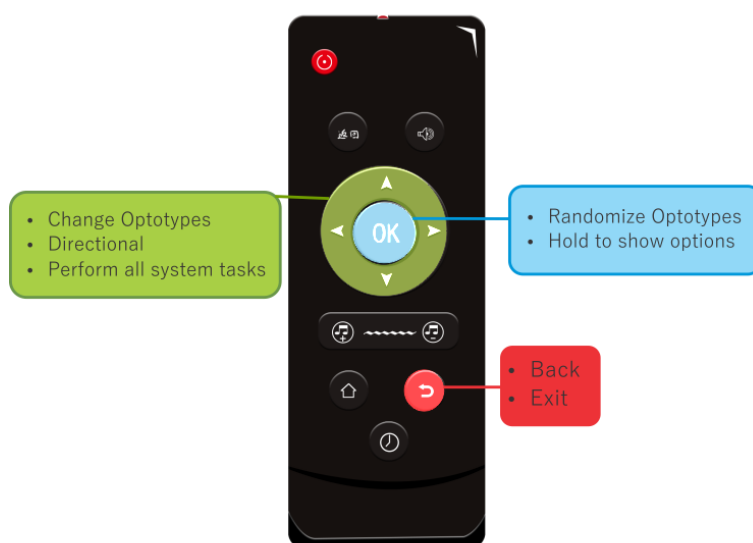 Change Optotypes
Directional
Perform all system tasks
OK
Randomize Optotypes
Hold to show options
Back
Exit